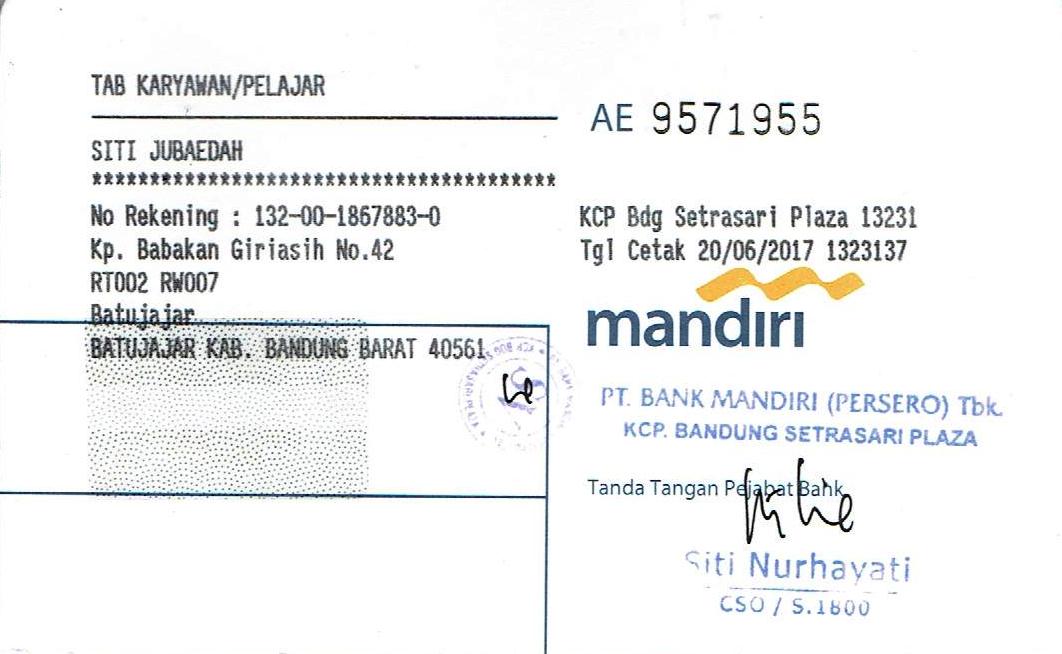 TAB KARYAWAN/PELAJAR
AE 9571955
SITI JUBAEDAH
****************************************
No Rekening : 132-00-1867883-0
Kp. Babakan Giriasih No.42
RT002 RW007
Batujajar
BATUJAJAR KAB. BANDUNG BARAT 40561
KCP Bdg Setrasari Plaza 13231
Tgl Cetak 20/06/2017 1323137
mandiri
PT. BANK MANDIRI (PERSERO) Tbk.
KCP. BANDUNG SETRASARI PLAZA
Tanda Tangan Pejabat Bank
Siti Nurhayati
CSO / S.1800